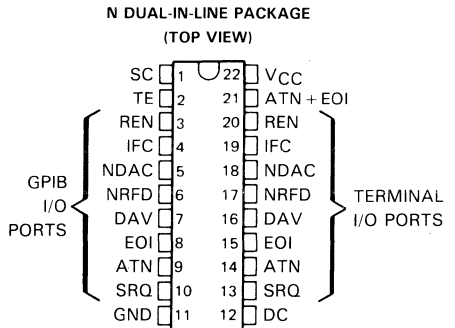 N DUAL-IN-LINE PACKAGE
(TOP VIEW)
SC 1 22 VCC
TE 2 21 ATN + EOI
REN 3 20 REN
IFC 4 19 IFC
NDAC 5 18 NDAC
NRFD 6 17 NRFD
DAV 7 16 DAV
EOI 8 15 EOI
ATN 9 14 ATN
SRQ 10 13 SRQ
GND 11 12 DC
GPIB
I/O
PORTS
TERMINAL
I/O PORTS